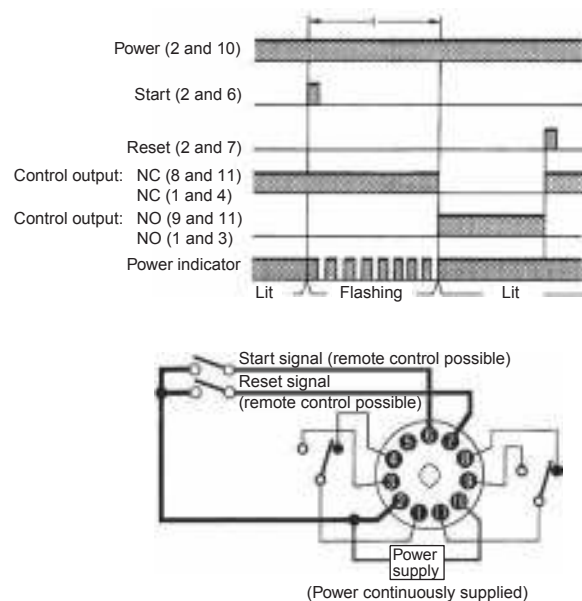 t
Power (2 and 10)
Start (2 and 6)
Reset (2 and 7)
Control output: NC (8 and 11)
NC (1 and 4)
Control output: NO (9 and 11)
NO (1 and 3)
Power indicator
Lit Flashing Lit
Start signal (remote control possible)
Reset signal
(remote control possible)
Power
supply
(Power continuously supplied)